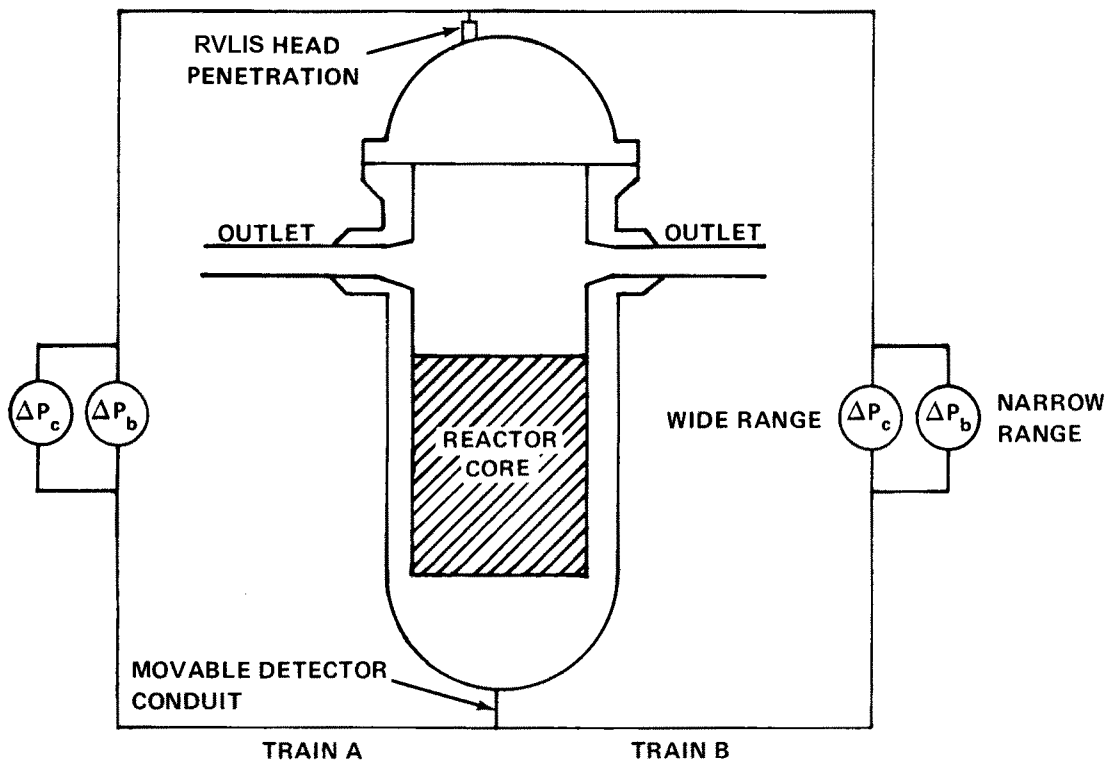 RVLIS HEAD
PENETRATION
OUTLET
OUTLET
ΔPc
ΔPb
WIDE RANGE
ΔPc
ΔPb
NARROW
RANGE
REACTOR
CORE
MOVABLE DETECTOR
CONDUIT
TRAIN A
TRAIN B